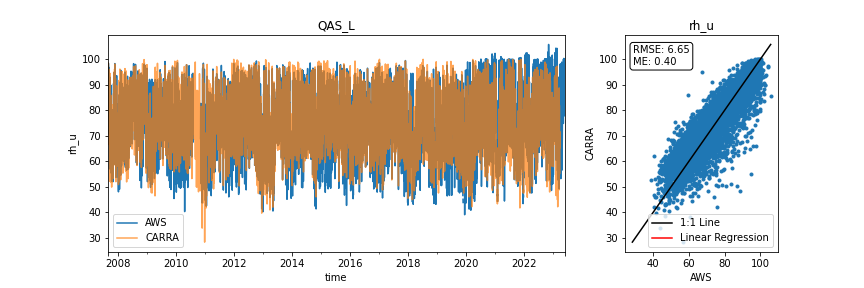 QAS_L
rh_u
100
90
80
70
60
50
40
30
2008
2010
2012
2014
2016
2018
2020
2022
time
AWS
CARRA
rh_u
CARRA
100
90
80
70
60
50
40
30
RMSE: 6.65
ME: 0.40
1:1 Line
Linear Regression
40
60
80
100
AWS